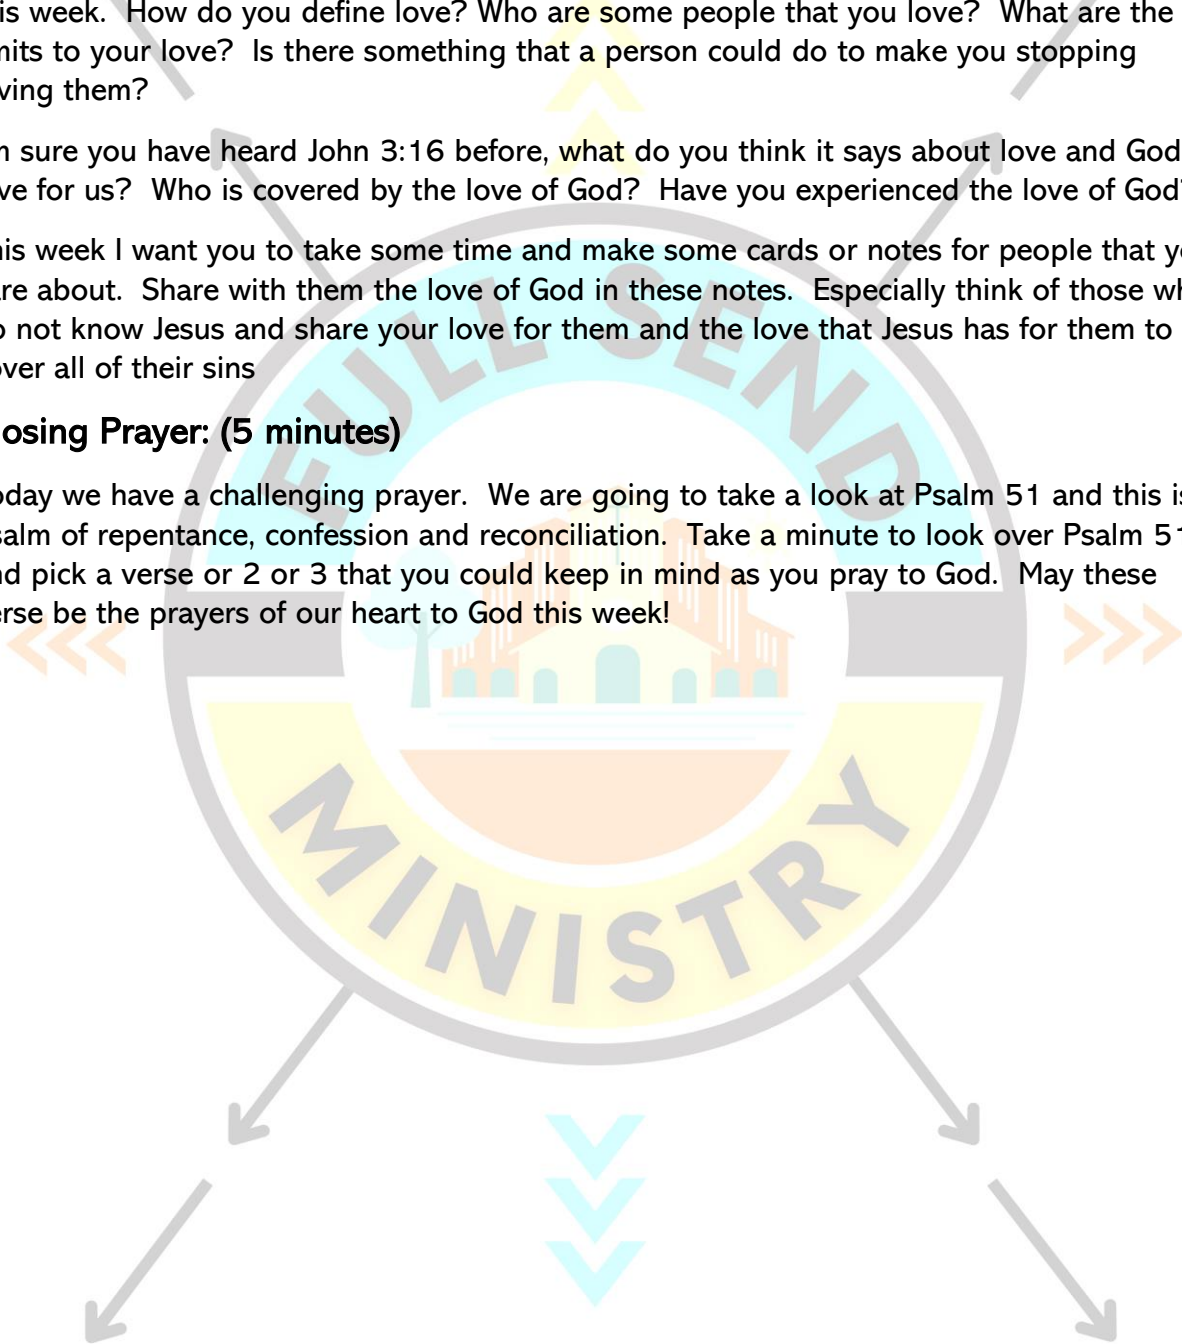 is week. How do you define love? Who are some people that you love? What are the
mits to your love? Is there something that a person could do to make you stopping
ving them?
n sure you have heard John 3:16 before, what do you think it says about love and God
ve for us? Who is covered by the love of God? Have you experienced the love of God?
is week I want you to take some time and make some cards or notes for people that y
re about. Share with them the love of God in these notes. Especially think of those wh
o not know Jesus and share your love for them and the love that Jesus has for them to
over all of their sins
losing Prayer: (5 minutes)
oday we have a challenging prayer. We are going to take a look at Psalm 51 and this is
salm of repentance, confession and reconciliation. Take a minute to look over Psalm 51
nd pick a verse or 2 or 3 that you could keep in mind as you pray to God. May these
erse be the prayers of our heart to God this week!
FULL SEND
MINISTRY